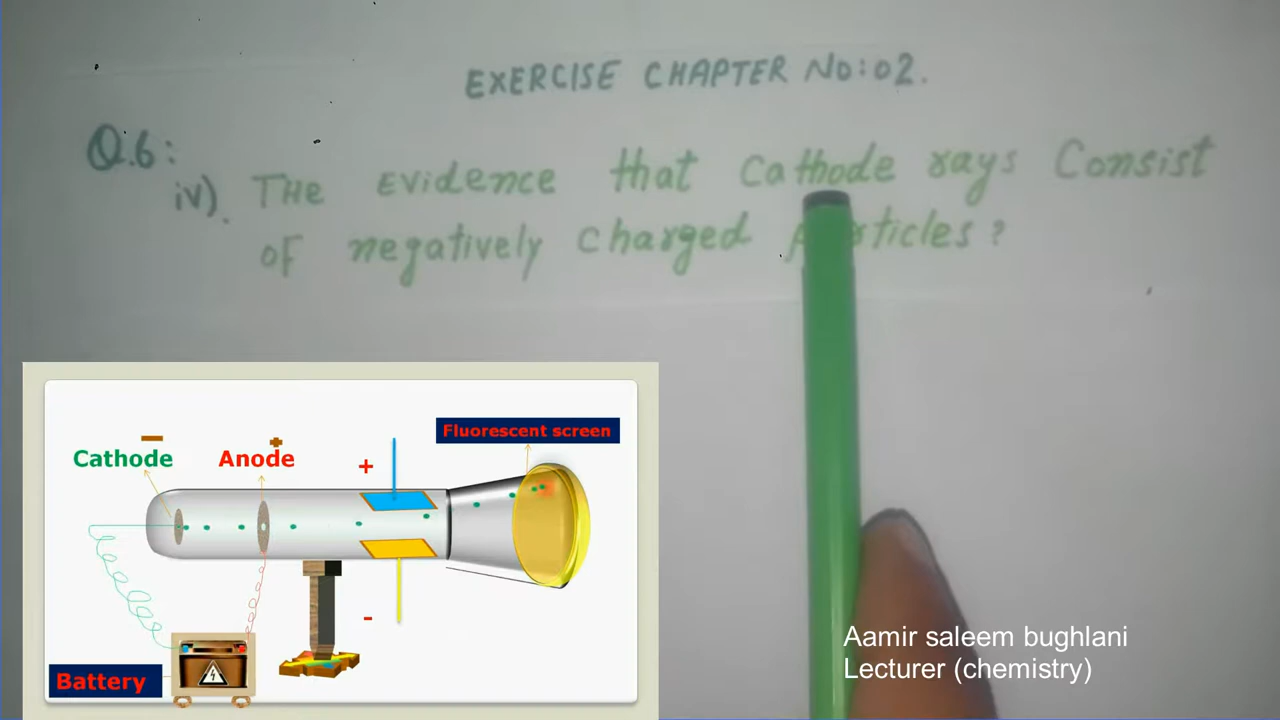 EXERCISE CHAPTER NO:02.
Q.6:
iv). THe Evidence that Cathode rays Consist
of negatively charged particles?
Fluorescent screen
Cathode
Anode
+
-
Battery
Aamir saleem bughlani
Lecturer (chemistry)